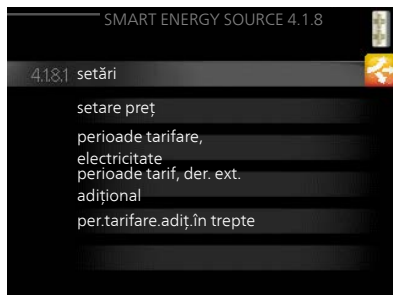 SMART ENERGY SOURCE 4.1.8
4.1.8.1 setări
setare preț
perioade tarifare,
electricitate
perioade tarif, der. ext.
adițional
per.tarifare.adiț.în trepte